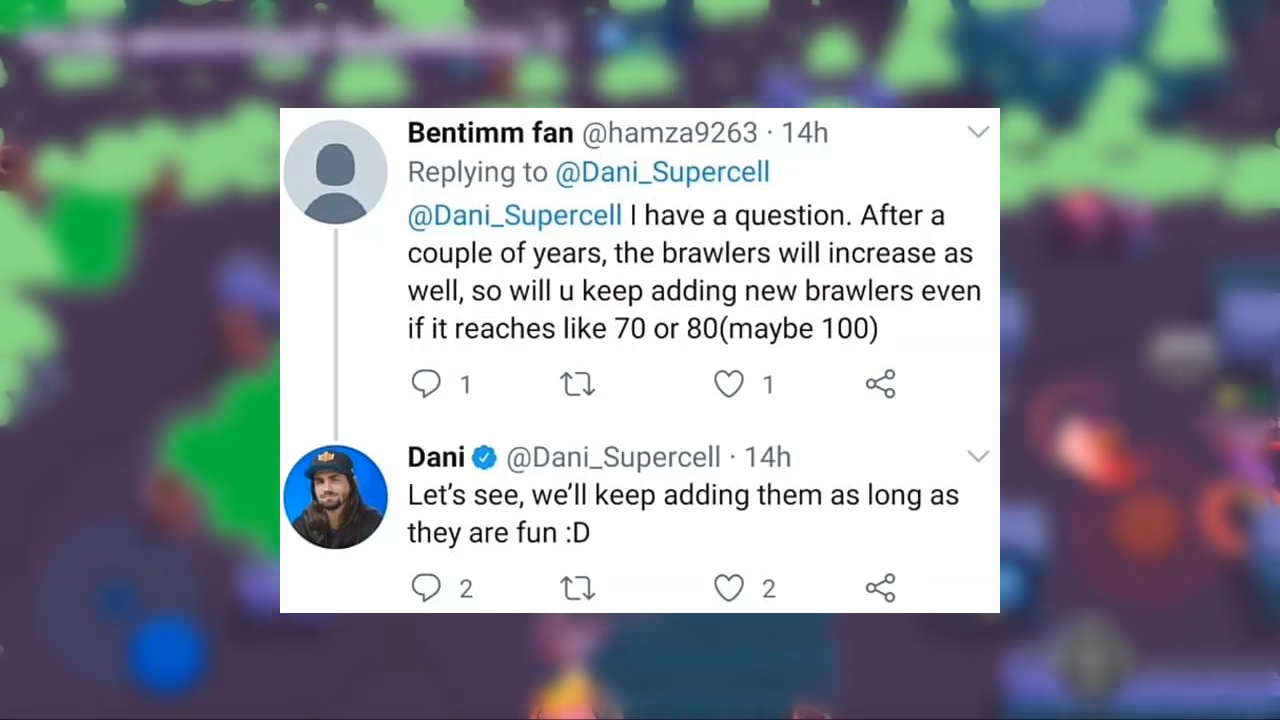 Bentimm fan @hamza9263 · 14h
Replying to @Dani_Supercell
@Dani_Supercell I have a question. After a
couple of years, the brawlers will increase as
well, so will u keep adding new brawlers even
if it reaches like 70 or 80(maybe 100)
1 1
Dani @Dani_Supercell · 14h
Let’s see, we’ll keep adding them as long as
they are fun :D
2 2